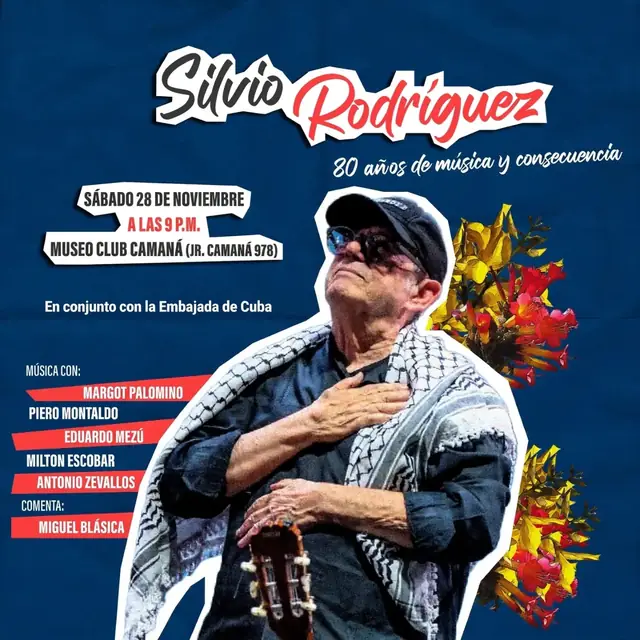 Silvio Rodríguez
80 años de música y consecuencia
SÁBADO 28 DE NOVIEMBRE
A LAS 9 P.M.
MUSEO CLUB CAMANÁ (JR. CAMANÁ 978)
En conjunto con la Embajada de Cuba
MÚSICA CON:
MARGOT PALOMINO
PIERO MONTALDO
EDUARDO MEZÚ
MILTON ESCOBAR
ANTONIO ZEVALLOS
COMENTA:
MIGUEL BLÁSICA